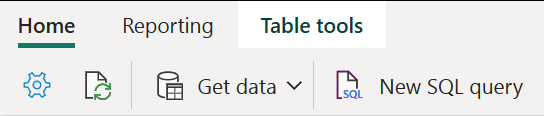 Home Reporting Table tools
Get data New SQL query
SQL